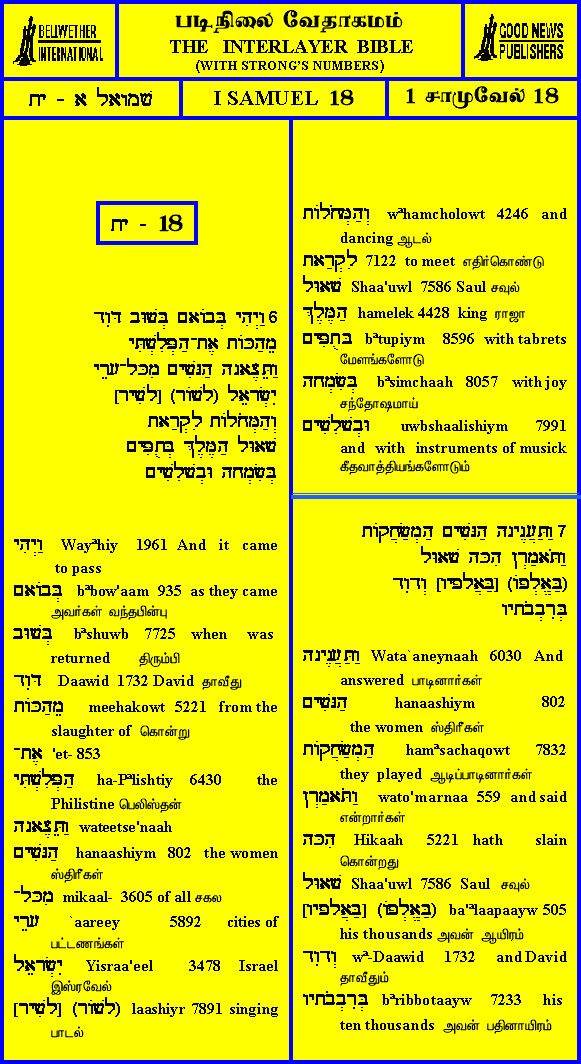 BELLWETHER
INTERNATIONAL
படிநிலை வேதாகமம்
THE INTERLAYER BIBLE
(WITH STRONG'S NUMBERS)
GOOD NEWS
PUBLISHERS
שמואל א - יח
I SAMUEL 18
1 சாமுவேல் 18
יח - 18
6 וַיְהִי בְּבוֹאָם בְּשׁוּב דָּוִד
מֵהַכּוֹת אֶת־הַפְּלִשְׁתִּי
וַתֵּצֶאנָה הַנָּשִׁים מִכָּל־עָרֵי
יִשְׂרָאֵל (לָשׁוֹר) [לָשִׁיר]
וְהַמְּחֹלוֹת לִקְרַאת
שָׁאוּל הַמֶּלֶךְ בְּתֻפִּים
בְּשִׂמְחָה וּבְשָׁלִשִׁים
וַיְהִי Wayªhiy 1961 And it came
to pass
בְּבוֹאָם bªbow'aam 935 as they came
அவர்கள் வந்தபின்பு
בְּשׁוּב bªshuwb 7725 when was
returned திரும்பி
דָּוִד Daawid 1732 David தாவீது
מֵהַכּוֹת meehakowt 5221 from the
slaughter of கொன்று
אֶת־ 'et- 853
הַפְּלִשְׁתִּי ha-Pªlishtiy 6430 the
Philistine பெலிஸ்தன்
וַתֵּצֶאנָה wateetse'naah
הַנָּשִׁים hanaashiym 802 the women
ஸ்திரீகள்
מִכָּל־ mikaal- 3605 of all சகல
עָרֵי `aareey 5892 cities of
பட்டணங்கள்
יִשְׂרָאֵל Yisraa'eel 3478 Israel
இஸ்ரவேல்
(לָשׁוֹר) [לָשִׁיר] laashiyr 7891 singing
பாடல்
וְהַמְּחֹלוֹת wªhamcholowt 4246 and
dancing ஆடல்
לִקְרַאת 7122 to meet எதிர்கொண்டு
שָׁאוּל Shaa'uwl 7586 Saul சவுல்
הַמֶּלֶךְ hamelek 4428 king ராஜா
בְּתֻפִּים bªtupiym 8596 with tabrets
மேளங்களோடு
בְּשִׂמְחָה bªsimchaah 8057 with joy
சந்தோஷமாய்
וּבְשָׁלִשִׁים uwbshaalishiym 7991
and with instruments of musick
கீதவாத்தியங்களோடும்
7 וַתַּעֲנֶינָה הַנָּשִׁים הַמְשַׂחֲקוֹת
וַתֹּאמַרְןָ הִכָּה שָׁאוּל
(בַּאֲלָפוֹ) [בַּאֲלָפָיו] וְדָוִד
בְּרִבְבֹתָיו
וַתַּעֲנֶינָה Wata`aneynaah 6030 And
answered பாடினார்கள்
הַנָּשִׁים hanaashiym 802
the women ஸ்திரீகள்
הַמְשַׂחֲקוֹת hamªsachaqowt 7832
they played ஆடிப்பாடினார்கள்
וַתֹּאמַרְןָ wato'marnaa 559 and said
என்றார்கள்
הִכָּה Hikaah 5221 hath slain
கொன்றது
שָׁאוּל Shaa'uwl 7586 Saul சவுல்
(בַּאֲלָפוֹ) [בַּאֲלָפָיו] ba'ªlaapaayw 505
his thousands அவன் ஆயிரம்
וְדָוִד wª-Daawid 1732 and David
தாவீதும்
בְּרִבְבֹתָיו bªribbotaayw 7233 his
ten thousands அவன் பதினாயிரம்